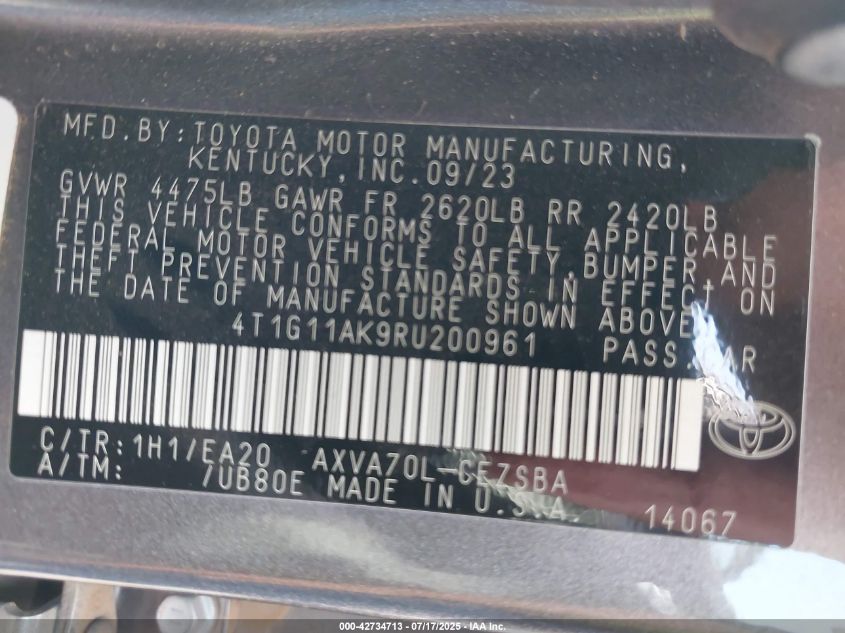 MFD.BY:TOYOTA MOTOR MANUFACTURING,
KENTUCKY,INC.09/23
GVWR 4475LB GAWR FR 2620LB RR 2420LB
THIS VEHICLE CONFORMS TO ALL APPLICABLE
FEDERAL MOTOR VEHICLE SAFETY,BUMPER,AND
THEFT PREVENTION STANDARDS IN EFFECT ON
THE DATE OF MANUFACTURE SHOWN ABOVE.
4T1G11AK9RU200961 PASS.CAR
C/TR:1H1/EA20 AXVA70L-CEZSBA
A/TM: /UB80E MADE IN U.S.A.
14067
000-42734713 - 07/17/2025 - IAA Inc.